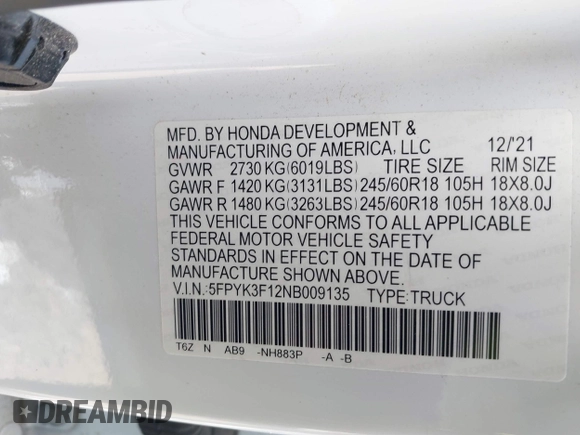 MFD. BY HONDA DEVELOPMENT &
MANUFACTURING OF AMERICA, LLC 12/'21
GVWR 2730 KG(6019LBS) TIRE SIZE RIM SIZE
GAWR F 1420 KG(3131LBS) 245/60R18 105H 18X8.0J
GAWR R 1480 KG(3263LBS) 245/60R18 105H 18X8.0J
THIS VEHICLE CONFORMS TO ALL APPLICABLE
FEDERAL MOTOR VEHICLE SAFETY
STANDARDS IN EFFECT ON THE DATE OF
MANUFACTURE SHOWN ABOVE.
V.I.N.:5FPYK3F12NB009135 TYPE:TRUCK
T6Z N AB9 -NH883P -A -B
DREAMBID